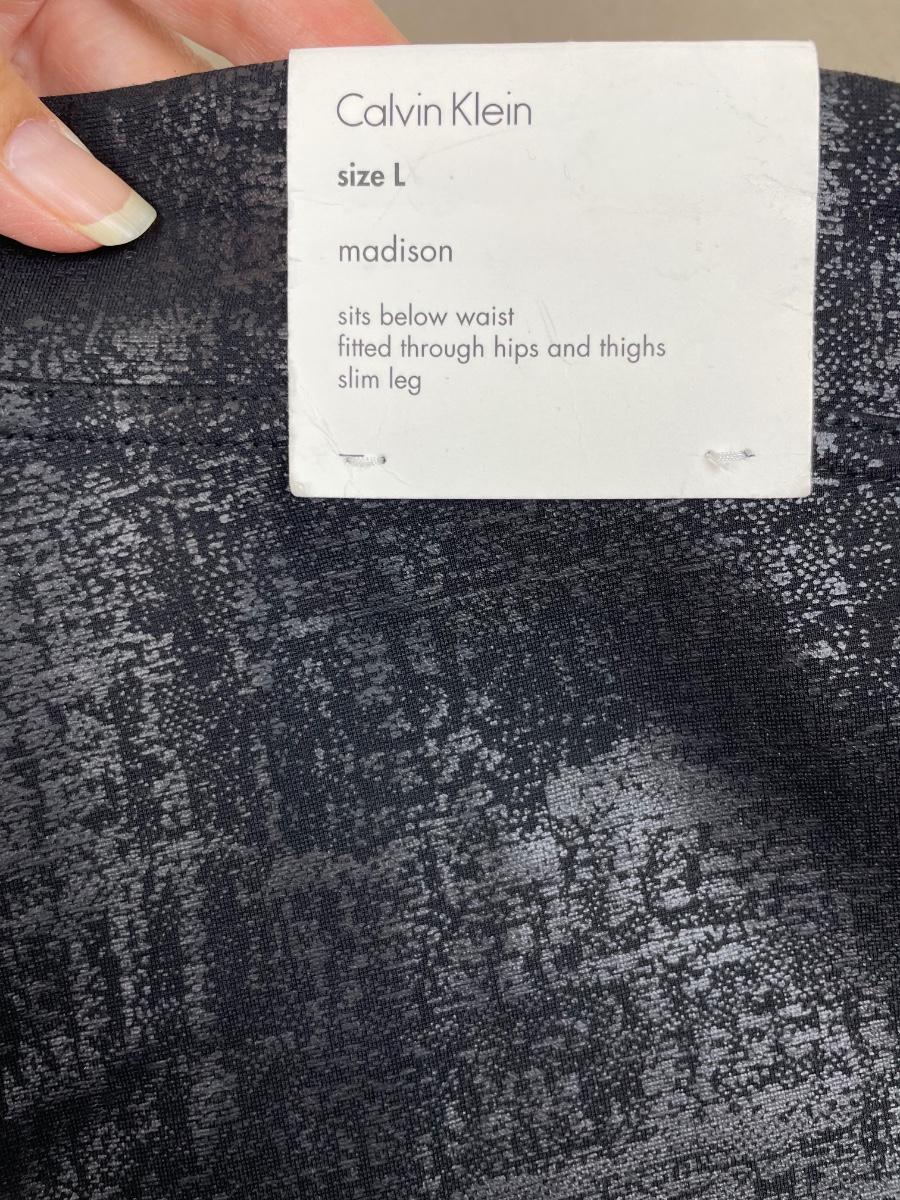 Calvin Klein
size L
madison
sits below waist
fitted through hips and thighs
slim leg